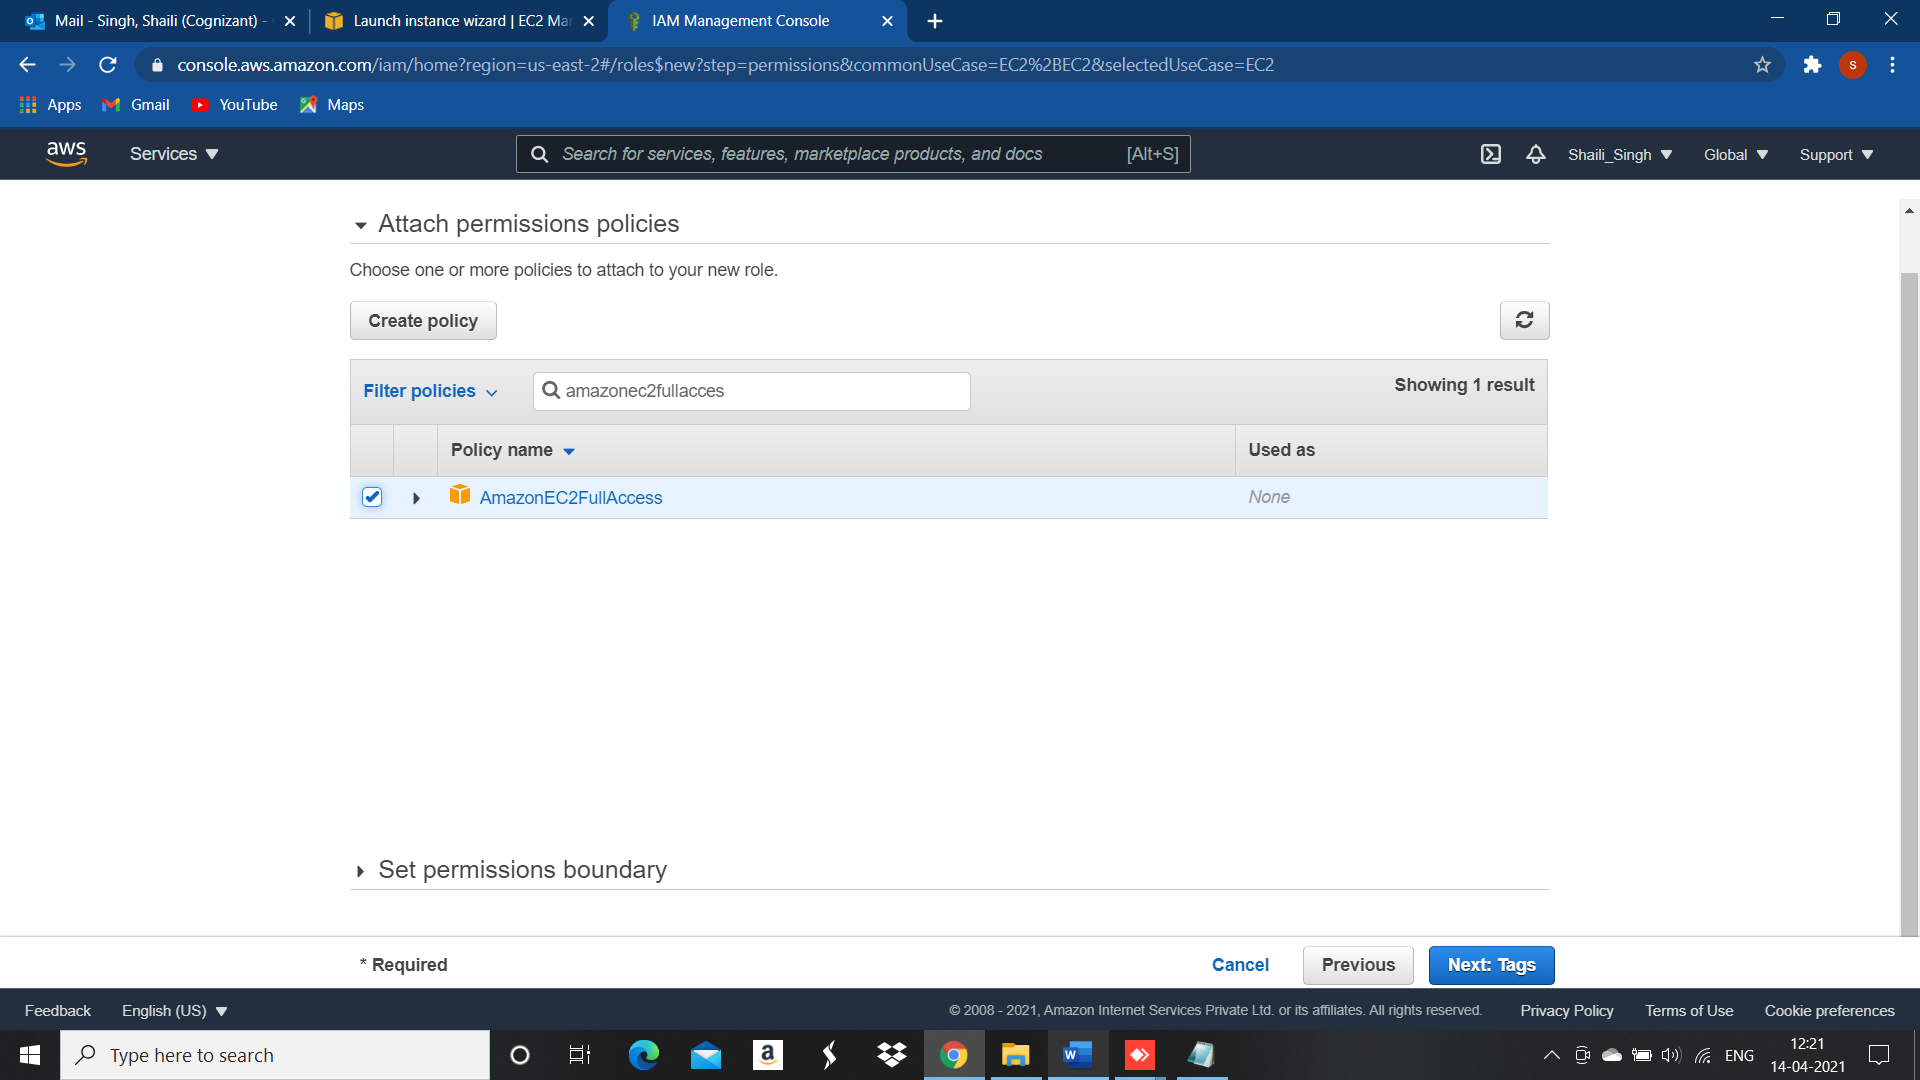 Mail - Singh, Shaili (Cognizant) -
Launch instance wizard | EC2 Mar
IAM Management Console
console.aws.amazon.com/iam/home?region=us-east-2#/roles$new?step=permissions&commonUseCase=EC2%2BEC2&selectedUseCase=EC2
S
Apps
Gmail
YouTube
Maps
aws
Services
Search for services, features, marketplace products, and docs
[Alt+S]
Shaili_Singh
Global
Support
Attach permissions policies
Choose one or more policies to attach to your new role.
Create policy
Filter policies
amazonec2fullacces
Showing 1 result
Policy name
Used as
AmazonEC2FullAccess
None
Set permissions boundary
* Required
Cancel
Previous
Next: Tags
Feedback
English (US)
© 2008 - 2021, Amazon Internet Services Private Ltd. or its affiliates. All rights reserved.
Privacy Policy
Terms of Use
Cookie preferences
Type here to search
ENG
12:21
14-04-2021